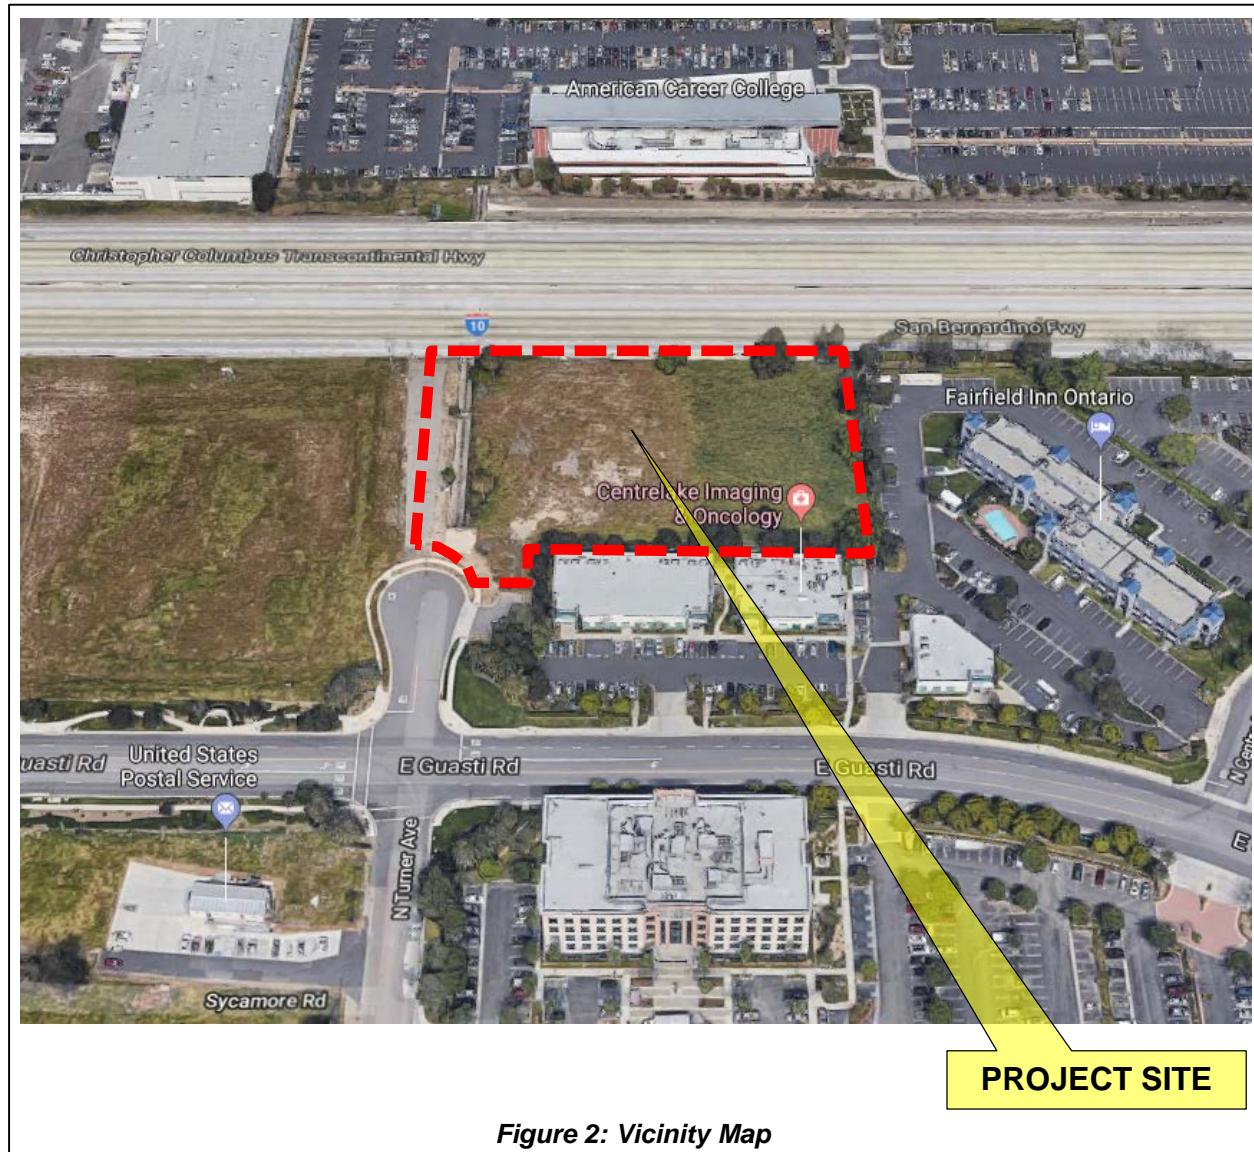 American Career College
Christopher Columbus Transcontinental Hwy
10
San Bernardino Fwy
Fairfield Inn Ontario
Centrelake Imaging
& Oncology
United States
Postal Service
uasti Rd
E Guasti Rd
E Guasti Rd
N Turner Ave
Sycamore Rd
PROJECT SITE
Figure 2: Vicinity Map